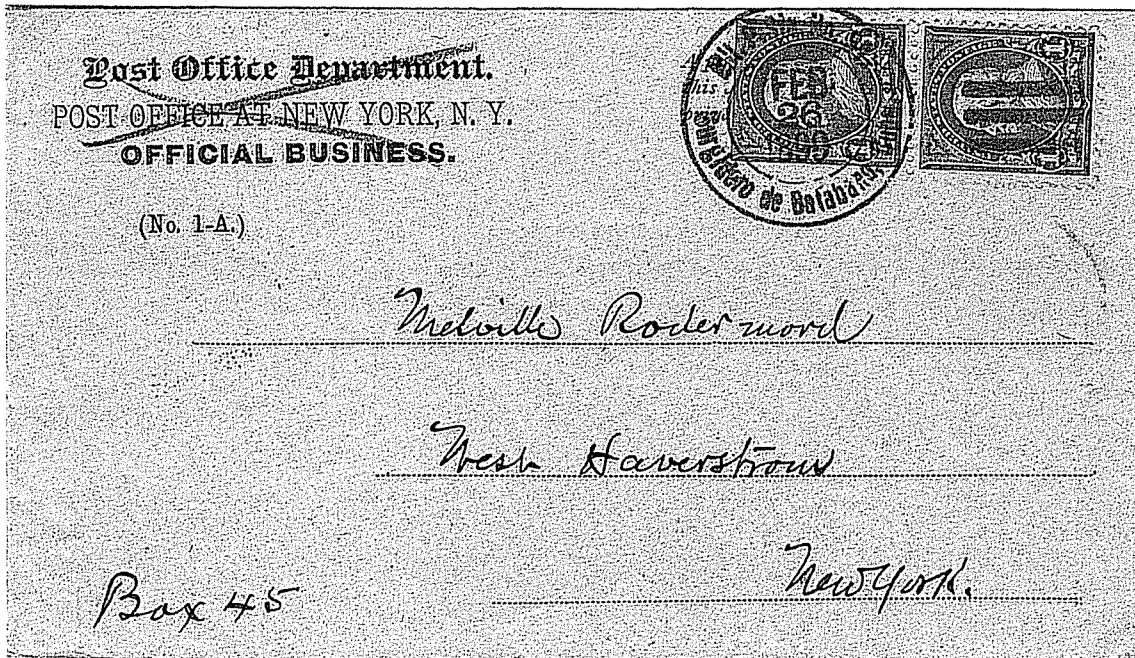 Post Office Department.
POST OFFICE AT NEW YORK, N. Y.
OFFICIAL BUSINESS.
(No. 1-A.)
FEB
26
de Batabano,
Melville Rodermond
West Haverstraw
New York.
Box 45